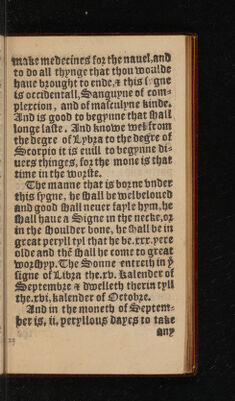 make medecines for the nauel, and
to do all thynge that thou woulde
haue brought to ende, & this sygne
is occidentall, Sanguyne of com-
plexcion, and of masculyne kinde.
And is good to begynne that shall
longe laste. And knowe wel from
the degre of Lybra to the degre of
Scorpio it is euill to begynne di-
uers thinges, for the mone is that
time in the worste.
The manne that is borne vnder
this sygne, he shall be welbeloued
and good shall neuer fayle hym, he
shall haue a Signe in the necke, or
in the shoulder bone, he shall be in
great peryll tyl that he be .xxx. yere
olde and thē shall he come to great
worshyp. The Sonne entreth in ÿ
signe of Libra the .xv. kalender of
Septembre & dwelleth therin tyll
the .xvi. kalender of Octobre.
And in the moneth of Septem-
ber is, ii. peryllous dayes to take
any